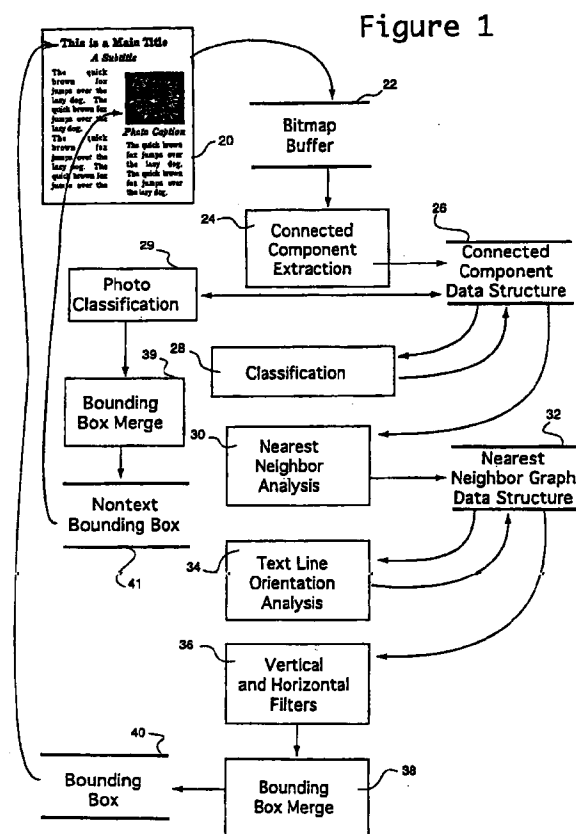 Figure 1
This is a Main Title
A Subtitle
The quick
brown fox
jumps over the
lazy dog. The
quick brown fox
jumps over the
lazy dog.
The quick
brown fox
jumps over the
lazy dog. The
quick brown fox
jumps over the
Photo Caption
The quick brown
fox jumps over
the lazy dog.
The quick brown
fox jumps over
the lazy dog.
20
22
Bitmap
Buffer
24
Connected
Component
Extraction
26
Connected
Component
Data Structure
29
Photo
Classification
28
Classification
39
Bounding
Box Merge
30
Nearest
Neighbor
Analysis
32
Nearest
Neighbor Graph
Data Structure
Nontext
Bounding Box
41
34
Text Line
Orientation
Analysis
36
Vertical
and Horizontal
Filters
40
Bounding
Box
Bounding
Box Merge
38